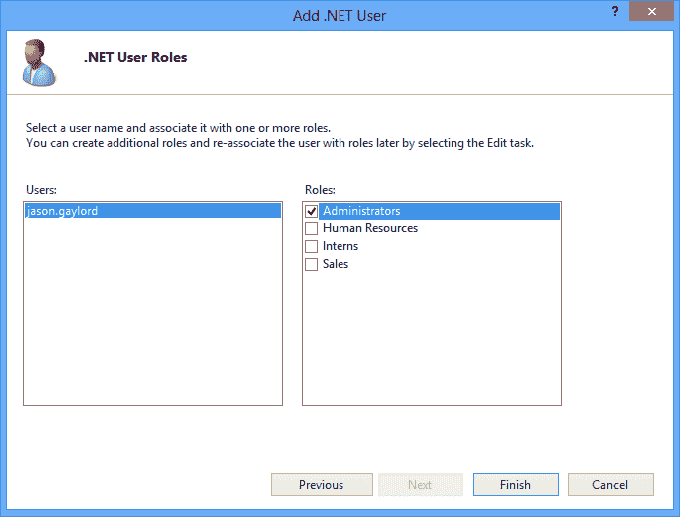 Add .NET User
?
.NET User Roles
Select a user name and associate it with one or more roles.
You can create additional roles and re-associate the user with roles later by selecting the Edit task.
Users:
jason.gaylord
Roles:
Administrators
Human Resources
Interns
Sales
Previous
Next
Finish
Cancel